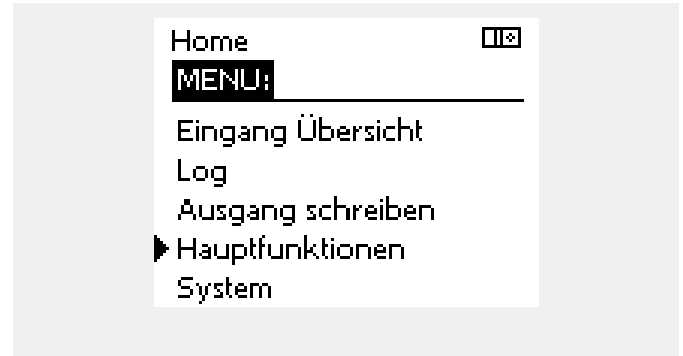 Home
MENU:
Eingang Übersicht
Log
Ausgang schreiben
Hauptfunktionen
System